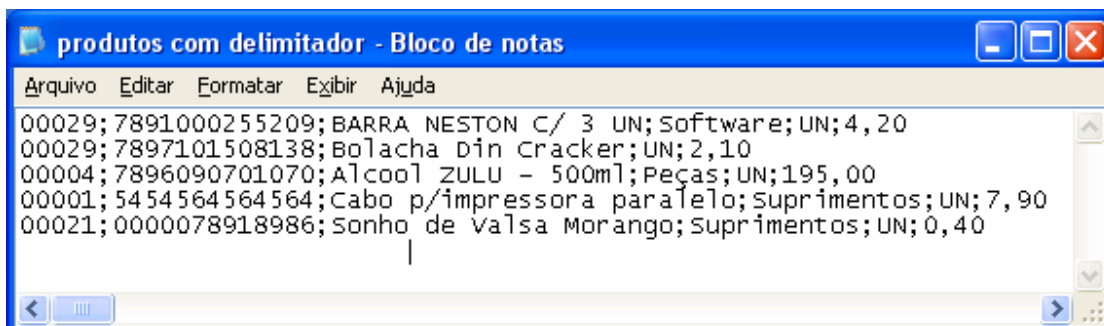 produtos com delimitador - Bloco de notas
Arquivo Editar Formatar Exibir Ajuda
00029;7891000255209;BARRA NESTON C/ 3 UN;Software;UN;4,20
00029;7897101508138;Bolacha Din Cracker;UN;2,10
00004;7896090701070;Alcool ZULU - 500ml;Peças;UN;195,00
00001;5454564564564;Cabo p/impressora paralelo;Suprimentos;UN;7,90
00021;0000078918986;Sonho de Valsa Morango;Suprimentos;UN;0,40